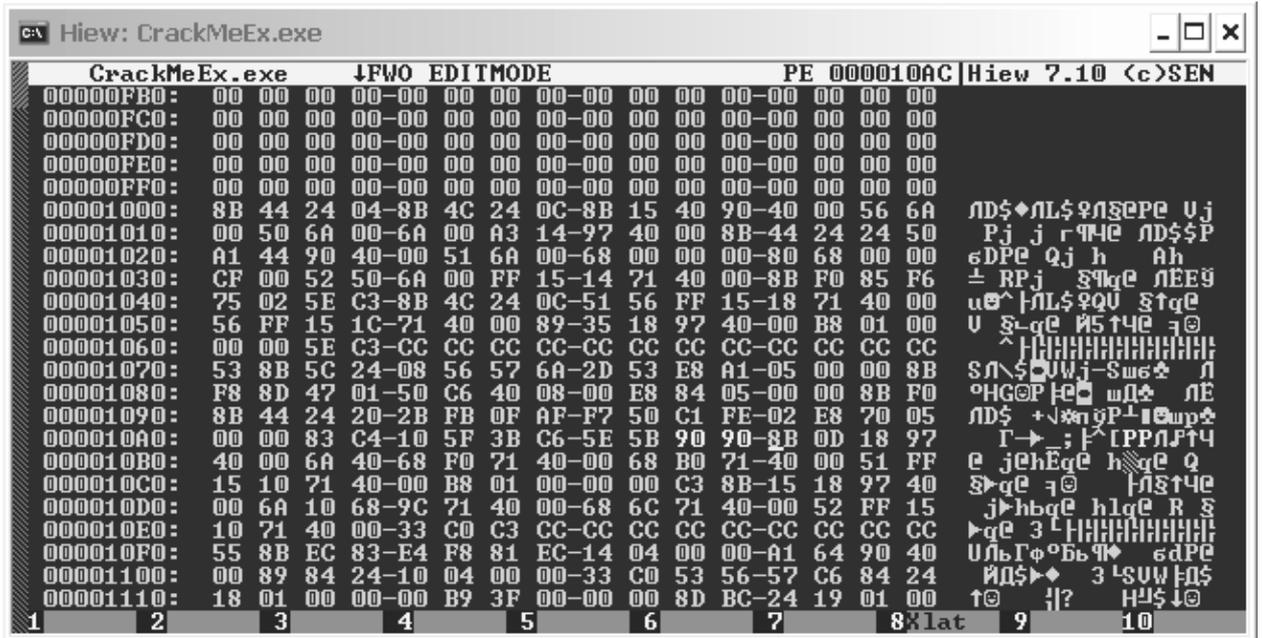 Hiew: CrackMeEx.exe
CrackMeEx.exe ↓FWO EDITMODE PE 000010AC|Hiew 7.10 (c)SEN
00000FB0: 00 00 00 00-00 00 00 00-00 00 00 00-00 00 00 00
00000FC0: 00 00 00 00-00 00 00 00-00 00 00 00-00 00 00 00
00000FD0: 00 00 00 00-00 00 00 00-00 00 00 00-00 00 00 00
00000FE0: 00 00 00 00-00 00 00 00-00 00 00 00-00 00 00 00
00000FF0: 00 00 00 00-00 00 00 00-00 00 00 00-00 00 00 00
00001000: 8B 44 24 04-8B 4C 24 0C-8B 15 40 90-40 00 56 6A
00001010: 00 50 6A 00-6A 00 A3 14-97 40 00 8B-44 24 24 50
00001020: A1 44 90 40-00 51 6A 00-68 00 00 00-80 68 00 00
00001030: CF 00 52 50-6A 00 FF 15-14 71 40 00-8B F0 85 F6
00001040: 75 02 5E C3-8B 4C 24 0C-51 56 FF 15-18 71 40 00
00001050: 56 FF 15 1C-71 40 00 89-35 18 97 40-00 B8 01 00
00001060: 00 00 5E C3-CC CC CC CC-CC CC CC CC-CC CC CC CC
00001070: 53 8B 5C 24-08 56 57 6A-2D 53 E8 A1-05 00 00 8B
00001080: F8 8D 47 01-50 C6 40 08-00 E8 84 05-00 00 8B F0
00001090: 8B 44 24 20-2B FB 0F AF-F7 50 C1 FE-02 E8 70 05
000010A0: 00 00 83 C4-10 5F 3B C6-5E 5B 90 90-8B 0D 18 97
000010B0: 40 00 6A 40-68 F0 71 40-00 68 B0 71-40 00 51 FF
000010C0: 15 10 71 40-00 B8 01 00-00 00 C3 8B-15 18 97 40
000010D0: 00 6A 10 68-9C 71 40 00-68 6C 71 40-00 52 FF 15
000010E0: 10 71 40 00-33 C0 C3 CC-CC CC CC CC-CC CC CC CC
000010F0: 55 8B EC 83-E4 F8 81 EC-14 04 00 00-A1 64 90 40
00001100: 00 89 84 24-10 04 00 00-33 C0 53 56-57 C6 84 24
00001110: 18 01 00 00-00 B9 3F 00-00 00 8D BC-24 19 01 00
1 2 3 4 5 6 7 8Xlat 9 10